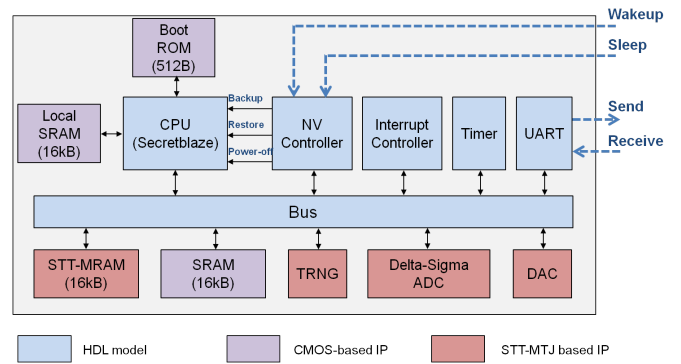 Wakeup
Sleep
Boot
ROM
(512B)
Local
SRAM
(16kB)
CPU
(Secretblaze)
Backup
Restore
Power-off
NV
Controller
Interrupt
Controller
Timer
UART
Send
Receive
Bus
STT-MRAM
(16kB)
SRAM
(16kB)
TRNG
Delta-Sigma
ADC
DAC
HDL model
CMOS-based IP
STT-MTJ based IP